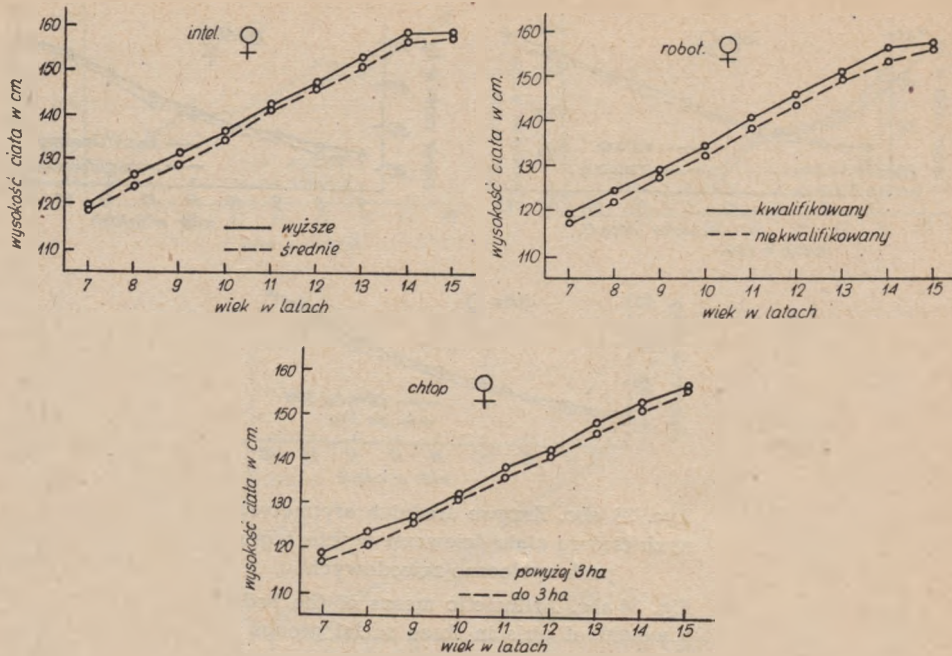 intel. ♀
wysokość ciała w cm.
160
150
140
130
120
110
wyższe
średnie
7 8 9 10 11 12 13 14 15
wiek w latach
robot. ♀
wysokość ciała w cm.
160
150
140
130
120
110
kwalifikowany
niekwalifikowany
7 8 9 10 11 12 13 14 15
wiek w latach
chłop ♀
wysokość ciała w cm.
160
150
140
130
120
110
powyżej 3 ha
do 3 ha
7 8 9 10 11 12 13 14 15
wiek w latach